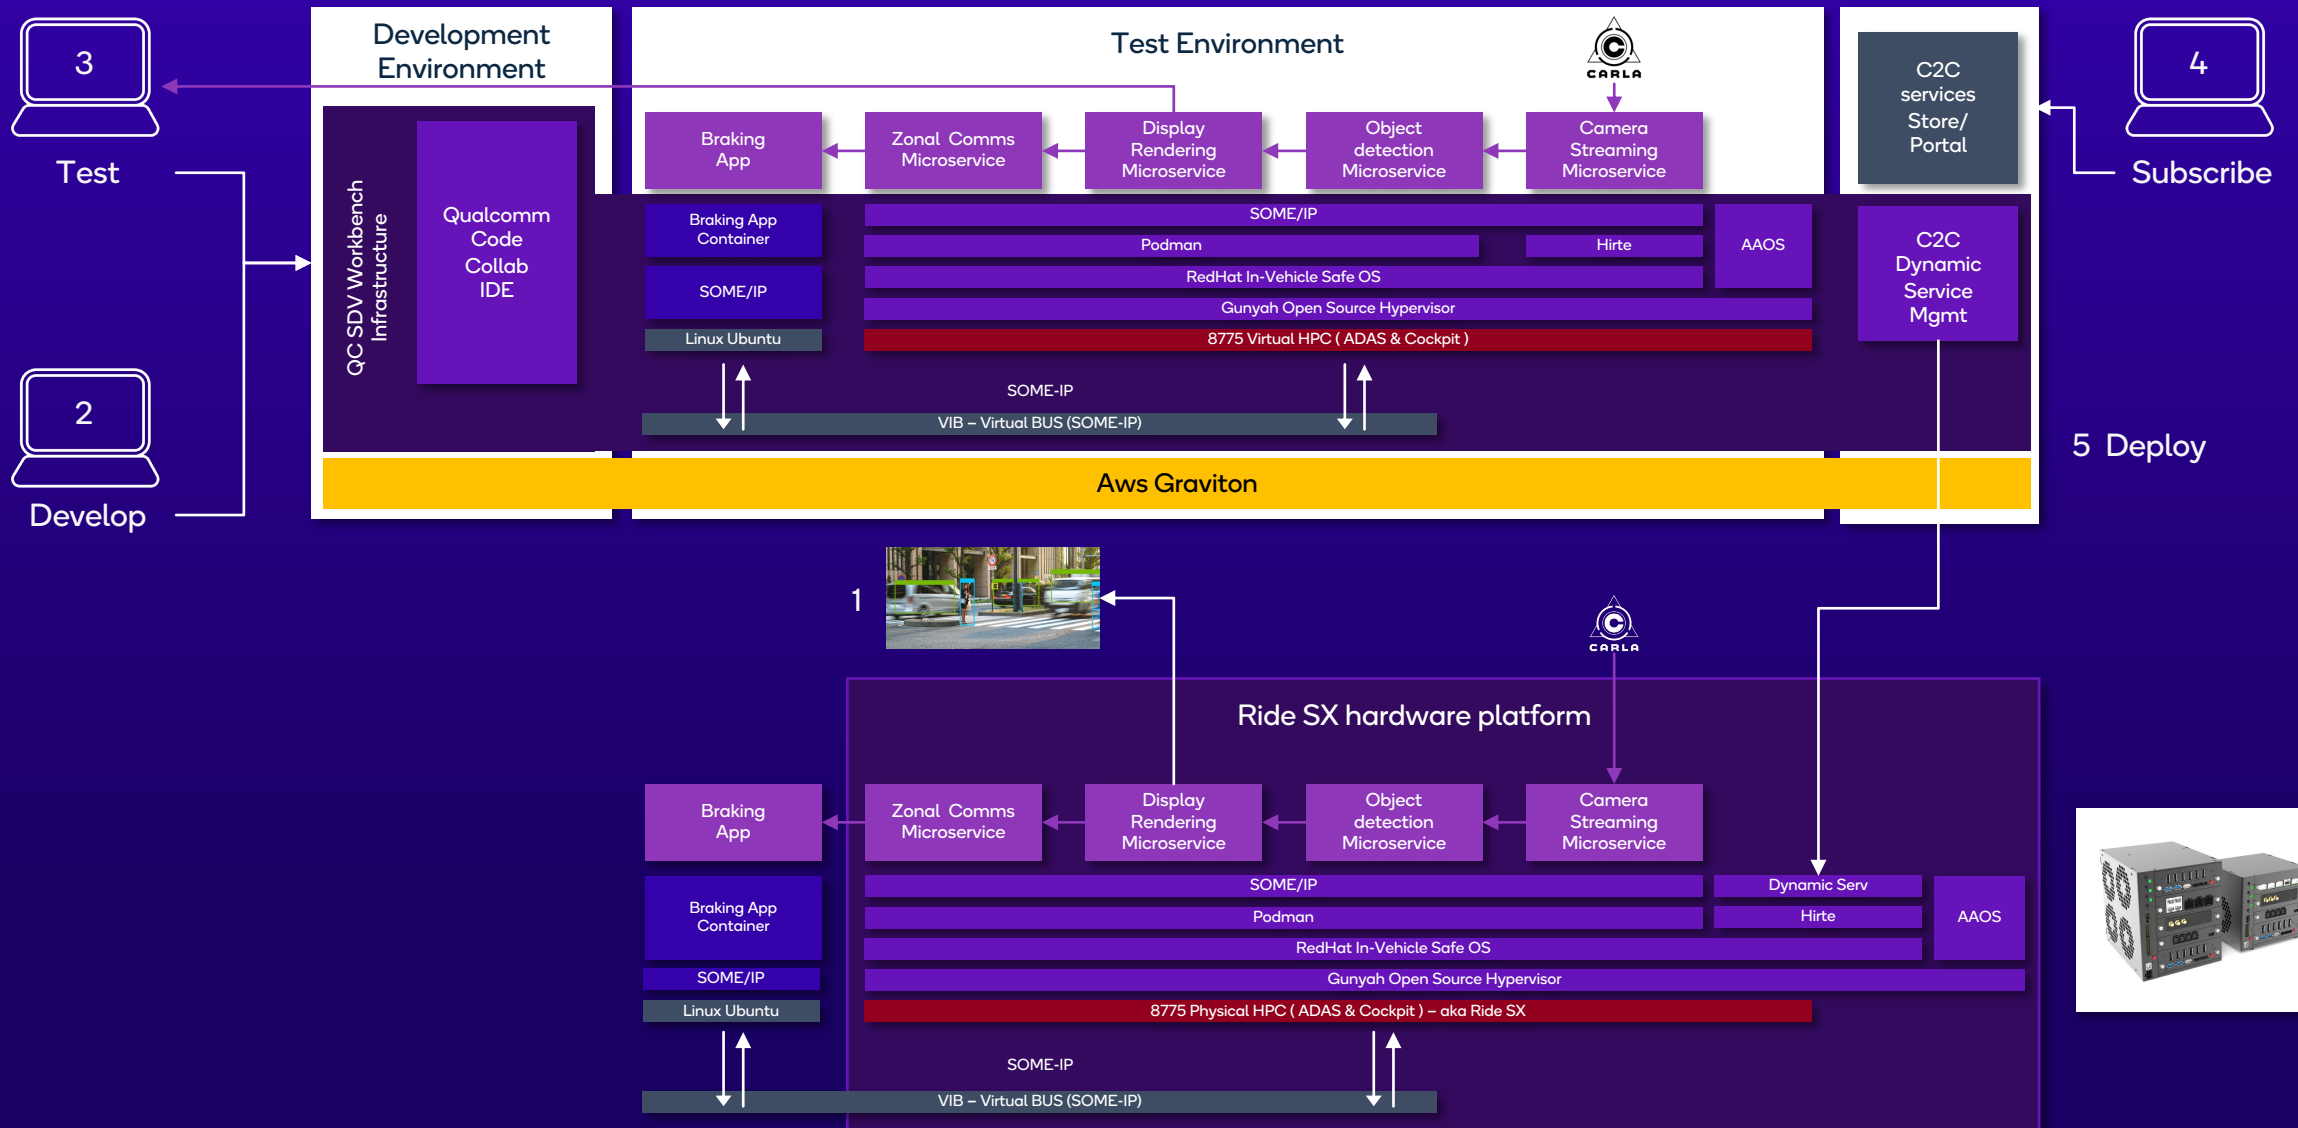 3
Test
2
Develop
Development
Environment
QC SDV Workbench
Infrastructure
Qualcomm
Code
Collab
IDE
Test Environment
CARLA
Braking
App
Zonal Comms
Microservice
Display
Rendering
Microservice
Object
detection
Microservice
Camera
Streaming
Microservice
Braking App
Container
SOME/IP
Linux Ubuntu
SOME/IP
Podman
Hirte
AAOS
RedHat In-Vehicle Safe OS
Gunyah Open Source Hypervisor
8775 Virtual HPC ( ADAS & Cockpit )
SOME-IP
VIB – Virtual BUS (SOME-IP)
C2C
services
Store/
Portal
C2C
Dynamic
Service
Mgmt
4
Subscribe
5 Deploy
Aws Graviton
1
CARLA
Ride SX hardware platform
Braking
App
Zonal Comms
Microservice
Display
Rendering
Microservice
Object
detection
Microservice
Camera
Streaming
Microservice
Braking App
Container
SOME/IP
Linux Ubuntu
SOME/IP
Dynamic Serv
Podman
Hirte
AAOS
RedHat In-Vehicle Safe OS
Gunyah Open Source Hypervisor
8775 Physical HPC ( ADAS & Cockpit ) – aka Ride SX
SOME-IP
VIB – Virtual BUS (SOME-IP)